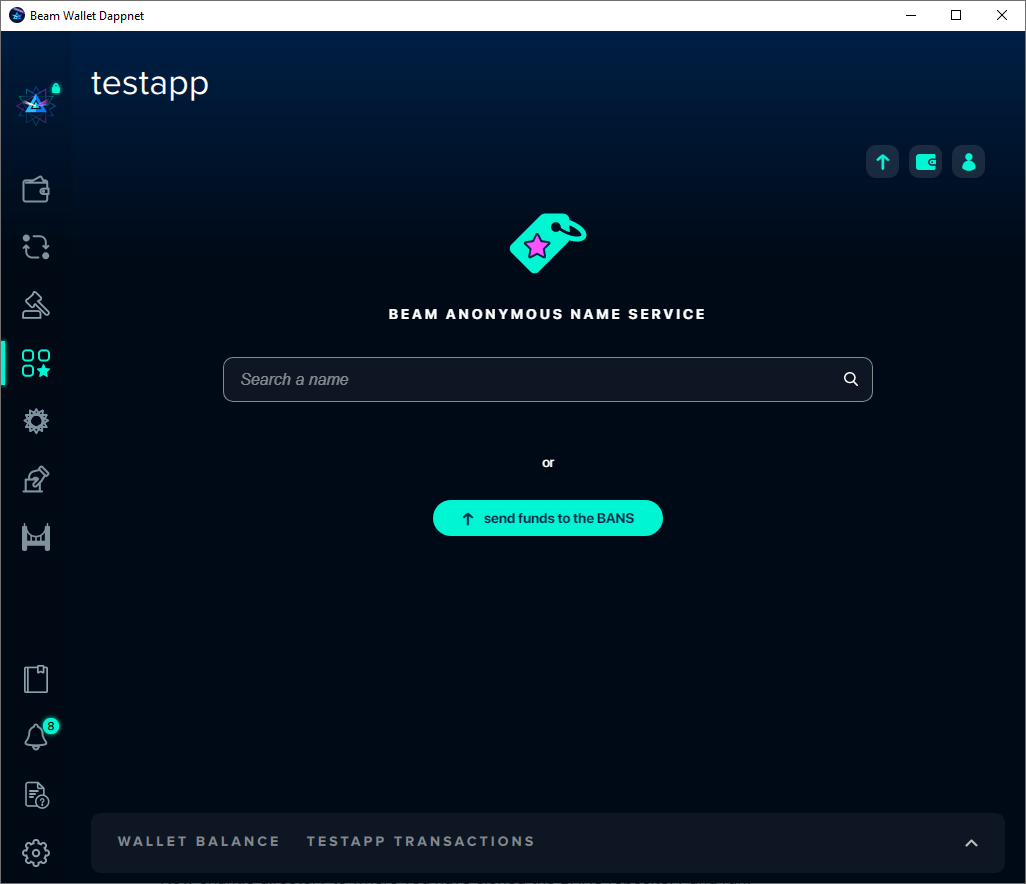 Beam Wallet Dappnet
testapp
BEAM ANONYMOUS NAME SERVICE
Search a name
or
send funds to the BANS
8
WALLET BALANCE TESTAPP TRANSACTIONS